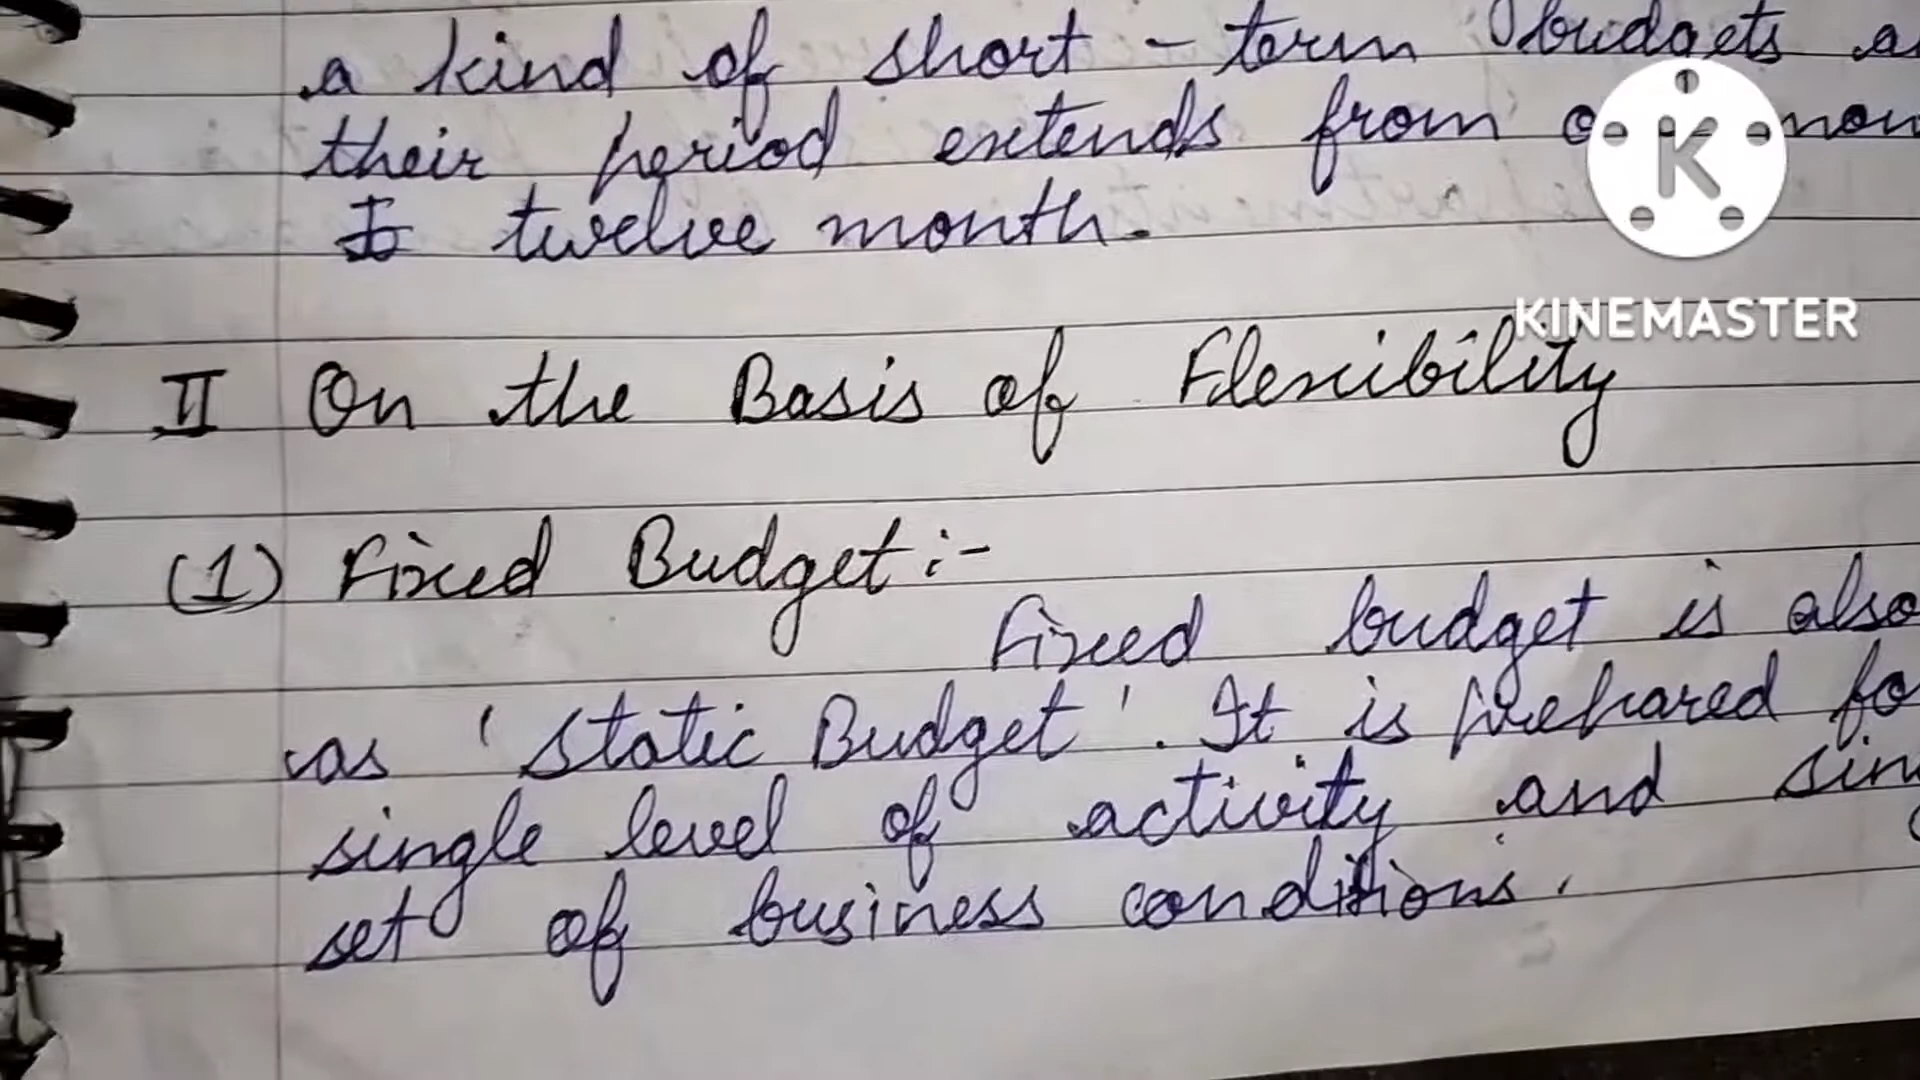 a kind of short - term budgets
their period extends from
to twelve month.
KINEMASTER
II On the Basis of Flexibility
(1) Fixed Budget :-
Fixed budget is also
as ' Static Budget '. It is prepared
single level of activity and
set of business conditions.